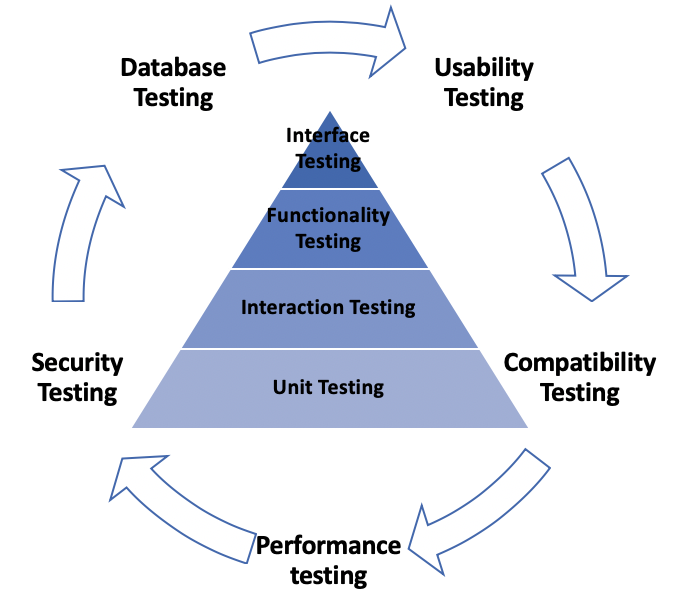 Database
Testing
Usability
Testing
Interface
Testing
Functionality
Testing
Interaction Testing
Unit Testing
Security
Testing
Compatibility
Testing
Performance
testing